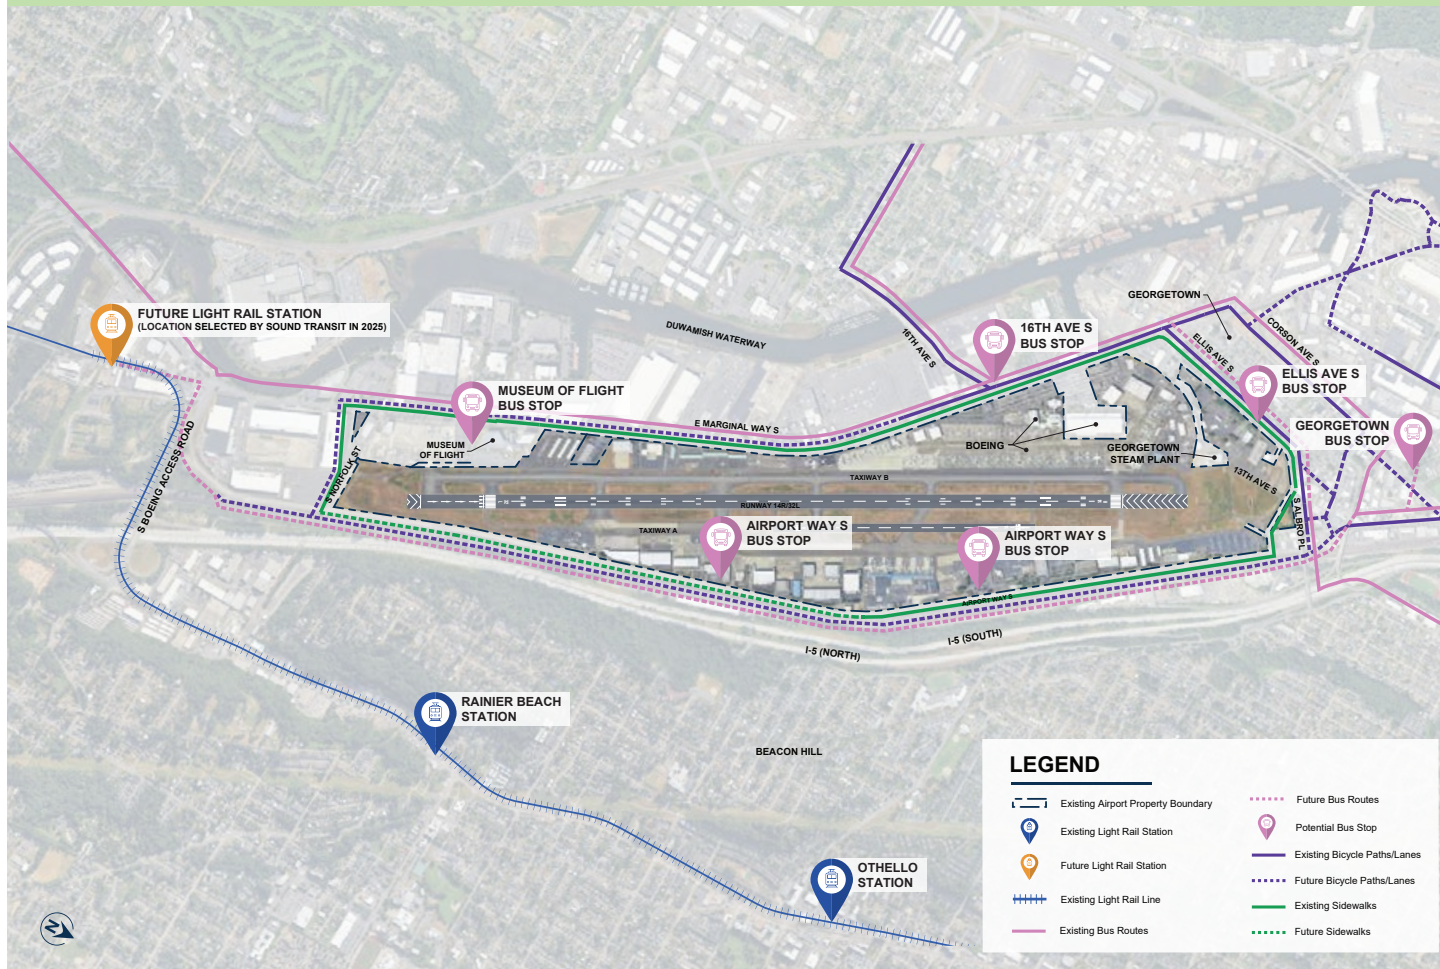 FUTURE LIGHT RAIL STATION
(LOCATION SELECTED BY SOUND TRANSIT IN 2025)
S BOEING ACCESS ROAD
S NORFOLK ST
MUSEUM OF FLIGHT
BUS STOP
MUSEUM
OF FLIGHT
DUWAMISH WATERWAY
E MARGINAL WAY S
16TH AVE S
16TH AVE S
BUS STOP
GEORGETOWN
CORSON AVE S
ELLIS AVE S
ELLIS AVE S
BUS STOP
GEORGETOWN
BUS STOP
BOEING
GEORGETOWN
STEAM PLANT
13TH AVE S
S ALBRO PL
TAXIWAY B
RUNWAY 14R/32L
TAXIWAY A
AIRPORT WAY S
BUS STOP
AIRPORT WAY S
BUS STOP
AIRPORT WAY S
I-5 (NORTH)
I-5 (SOUTH)
RAINIER BEACH
STATION
BEACON HILL
OTHELLO
STATION
N
LEGEND
Existing Airport Property Boundary
Existing Light Rail Station
Future Light Rail Station
Existing Light Rail Line
Existing Bus Routes
Future Bus Routes
Potential Bus Stop
Existing Bicycle Paths/Lanes
Future Bicycle Paths/Lanes
Existing Sidewalks
Future Sidewalks